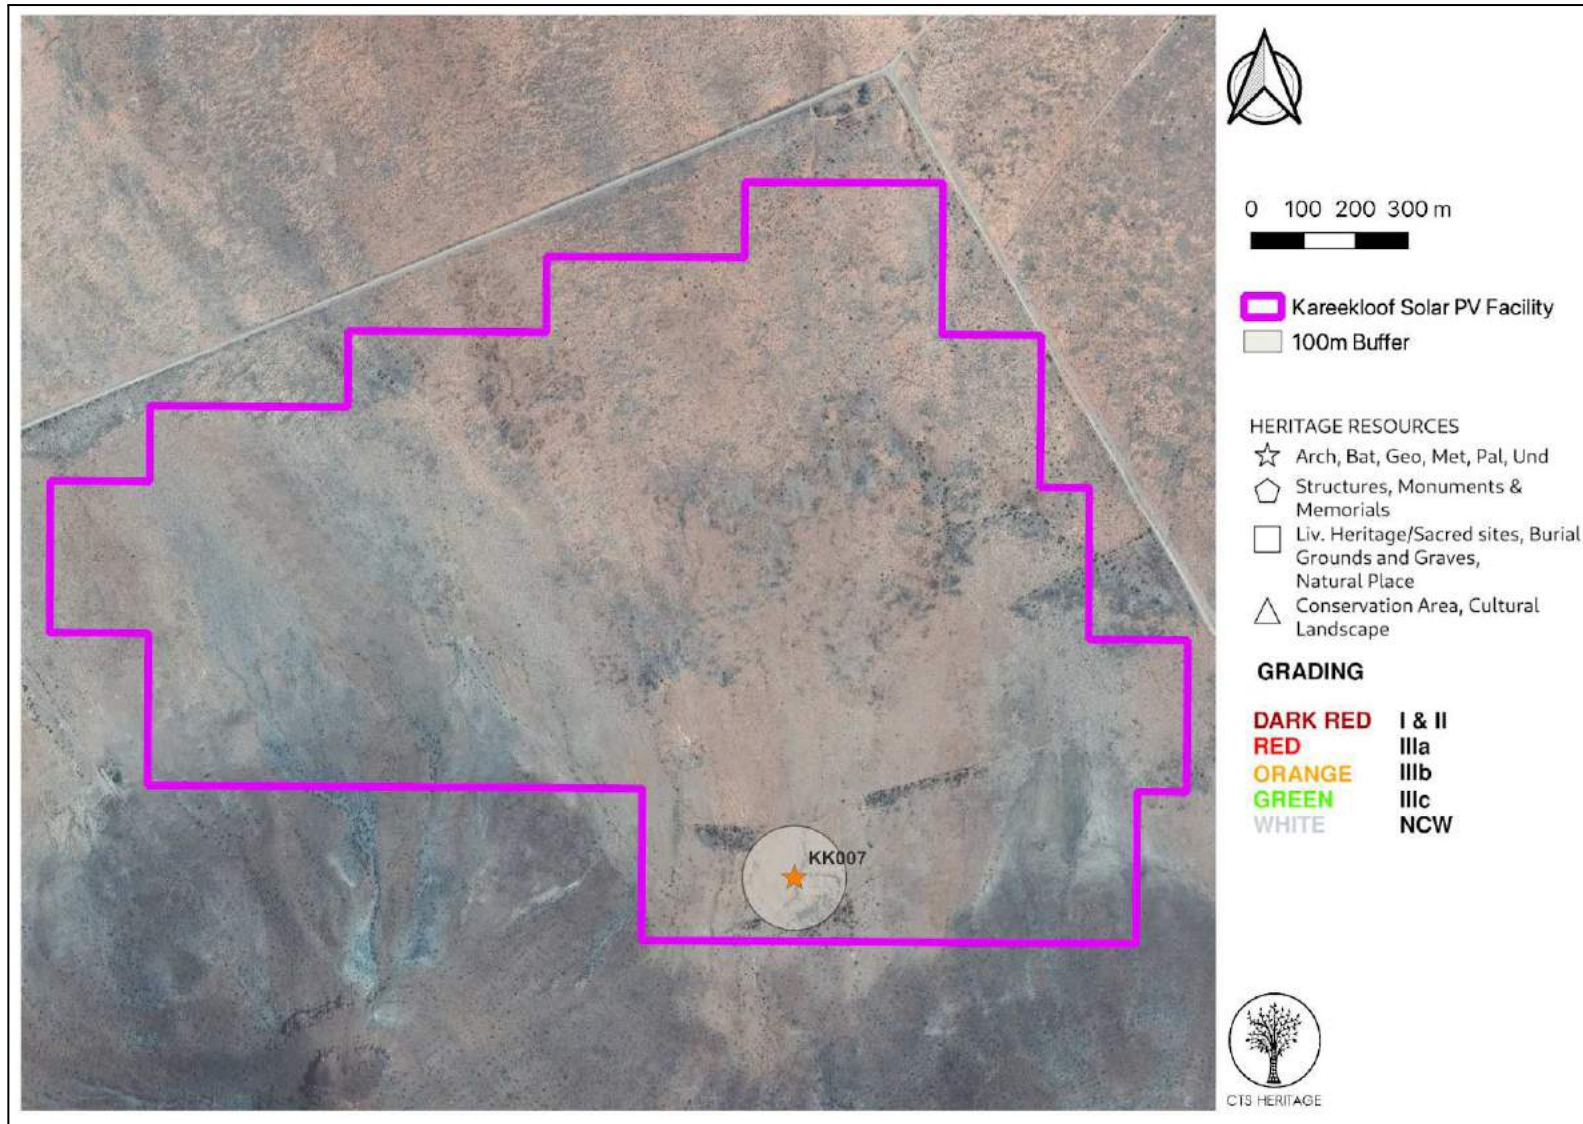 KK007
0 100 200 300 m
Kareekloof Solar PV Facility
100m Buffer
HERITAGE RESOURCES
Arch, Bat, Geo, Met, Pal, Und
Structures, Monuments &
Memorials
Liv. Heritage/Sacred sites, Burial
Grounds and Graves,
Natural Place
Conservation Area, Cultural
Landscape
GRADING
DARK RED I & II
RED IIIa
ORANGE IIIb
GREEN IIIc
WHITE NCW
CTS HERITAGE